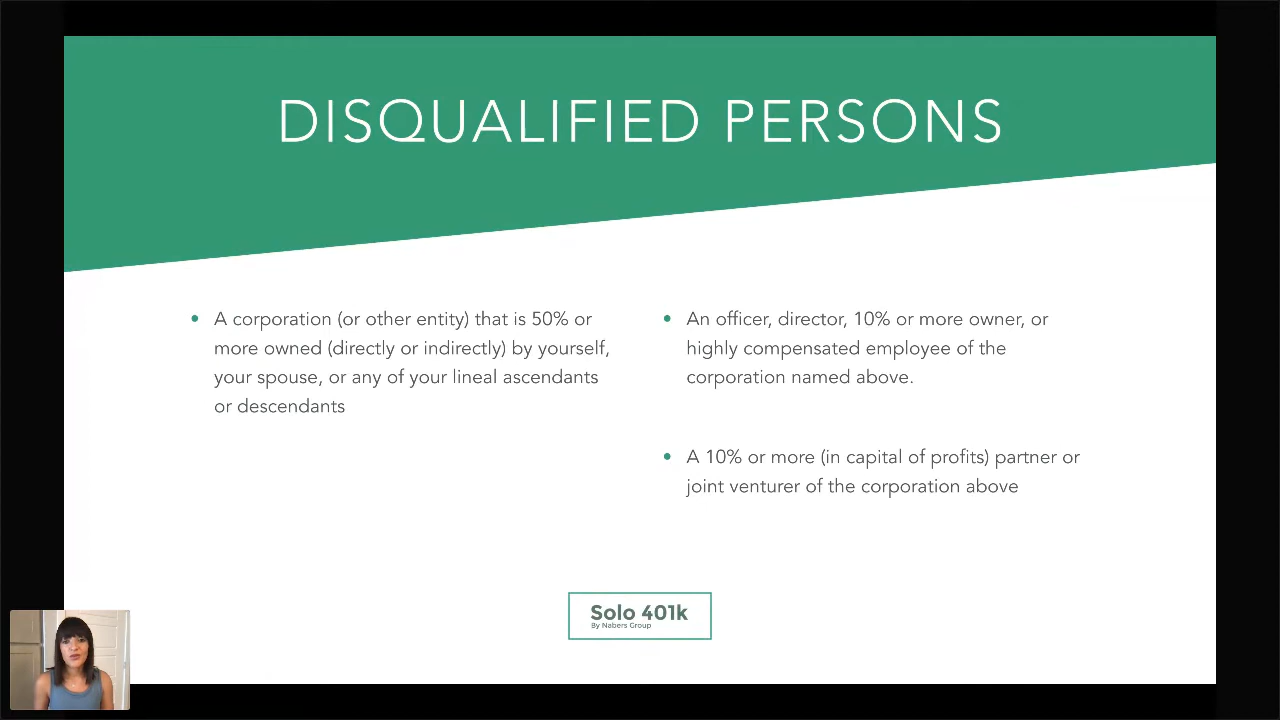 DISQUALIFIED PERSONS
A corporation (or other entity) that is 50% or
more owned (directly or indirectly) by yourself,
your spouse, or any of your lineal ascendants
or descendants
An officer, director, 10% or more owner, or
highly compensated employee of the
corporation named above.
A 10% or more (in capital of profits) partner or
joint venturer of the corporation above
Solo 401k
By Nabers Group